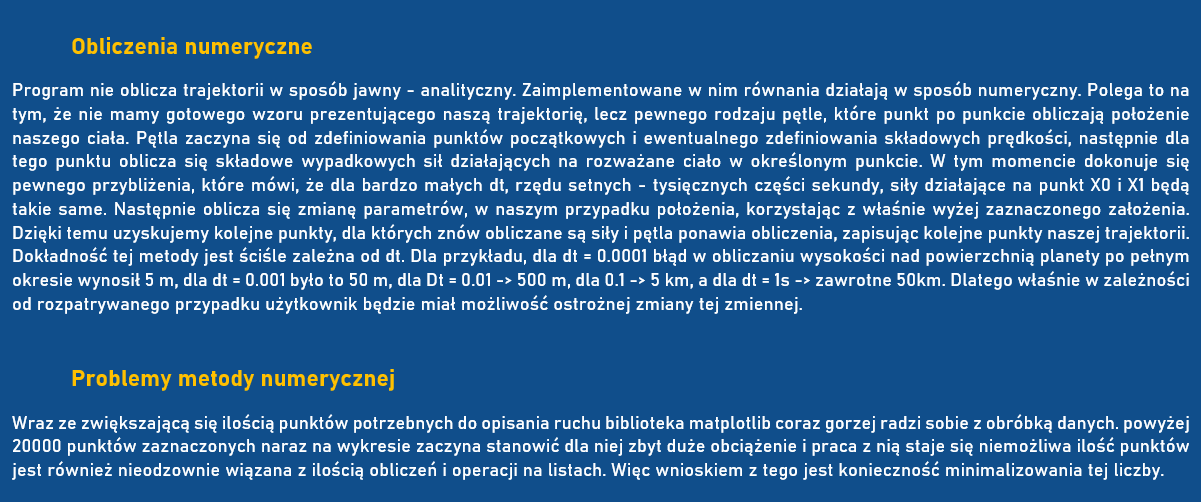 Obliczenia numeryczne
Program nie oblicza trajektorii w sposób jawny - analityczny. Zaimplementowane w nim równania działają w sposób numeryczny. Polega to na
tym, że nie mamy gotowego wzoru prezentującego naszą trajektorię, lecz pewnego rodzaju pętle, które punkt po punkcie obliczają położenie
naszego ciała. Pętla zaczyna się od zdefiniowania punktów początkowych i ewentualnego zdefiniowania składowych prędkości, następnie dla
tego punktu oblicza się składowe wypadkowych sił działających na rozważane ciało w określonym punkcie. W tym momencie dokonuje się
pewnego przybliżenia, które mówi, że dla bardzo małych dt, rzędu setnych - tysięcznych części sekundy, siły działające na punkt X0 i X1 będą
takie same. Następnie oblicza się zmianę parametrów, w naszym przypadku położenia, korzystając z właśnie wyżej zaznaczonego założenia.
Dzięki temu uzyskujemy kolejne punkty, dla których znów obliczane są siły i pętla ponawia obliczenia, zapisując kolejne punkty naszej trajektorii.
Dokładność tej metody jest ściśle zależna od dt. Dla przykładu, dla dt = 0.0001 błąd w obliczaniu wysokości nad powierzchnią planety po pełnym
okresie wynosił 5 m, dla dt = 0.001 było to 50 m, dla Dt = 0.01 -> 500 m, dla 0.1 -> 5 km, a dla dt = 1s -> zawrotne 50km. Dlatego właśnie w zależności
od rozpatrywanego przypadku użytkownik będzie miał możliwość ostrożnej zmiany tej zmiennej.
Problemy metody numerycznej
Wraz ze zwiększającą się ilością punktów potrzebnych do opisania ruchu biblioteka matplotlib coraz gorzej radzi sobie z obróbką danych. powyżej
20000 punktów zaznaczonych naraz na wykresie zaczyna stanowić dla niej zbyt duże obciążenie i praca z nią staje się niemożliwa ilość punktów
jest również nieodzownie wiązana z ilością obliczeń i operacji na listach. Więc wnioskiem z tego jest konieczność minimalizowania tej liczby.